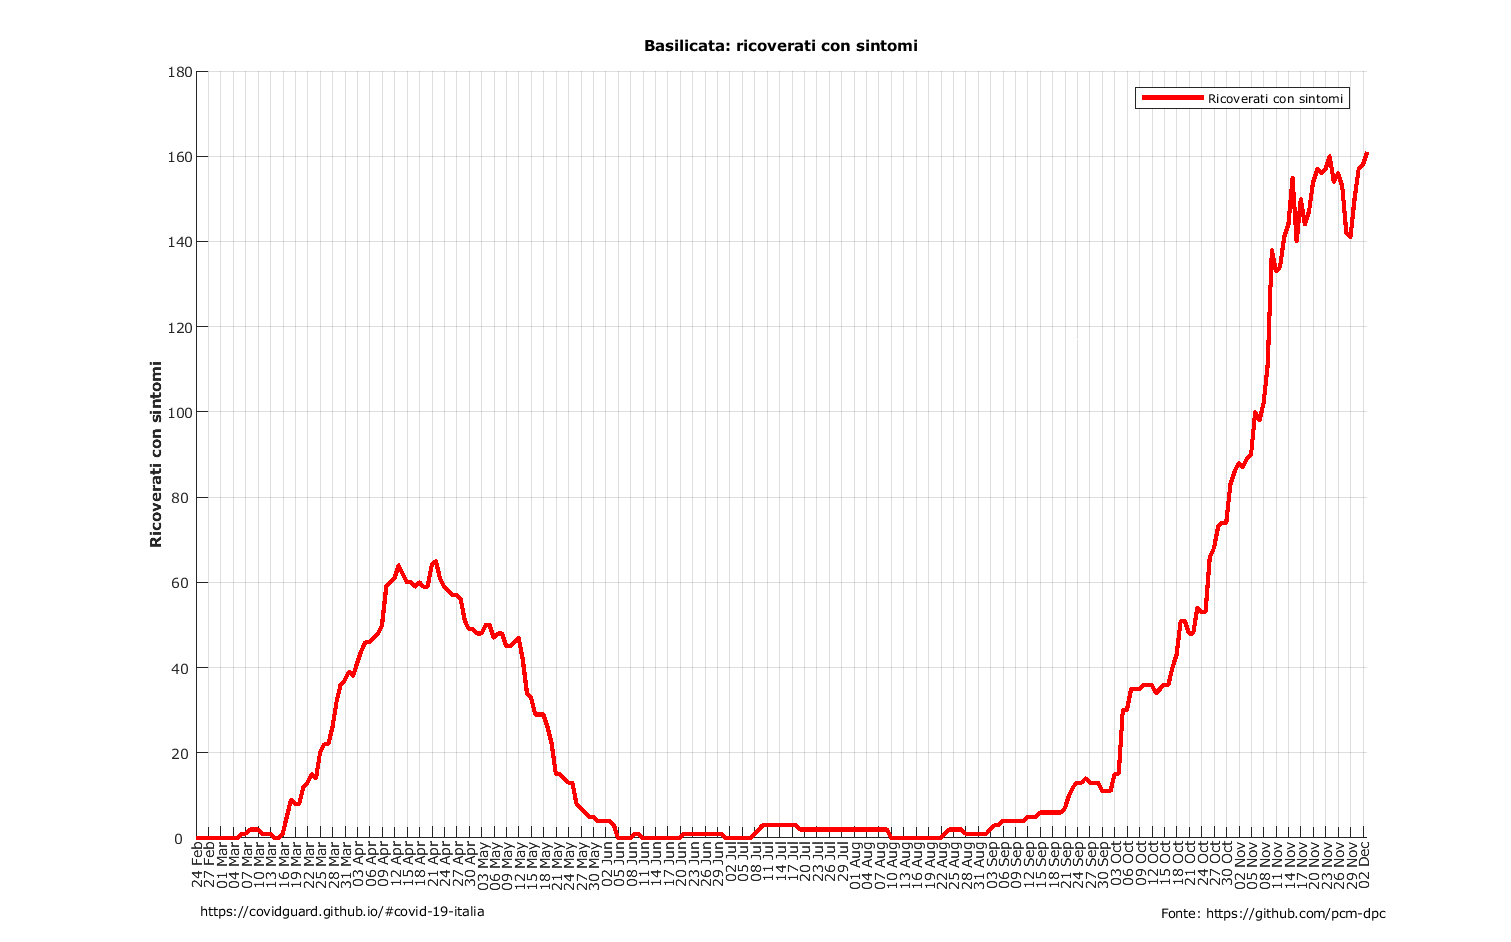 Basilicata: ricoverati con sintomi
Ricoverati con sintomi
Ricoverati con sintomi
180
160
140
120
100
80
60
40
20
0
24 Feb
27 Feb
01 Mar
04 Mar
07 Mar
10 Mar
13 Mar
16 Mar
19 Mar
22 Mar
25 Mar
28 Mar
31 Mar
03 Apr
06 Apr
09 Apr
12 Apr
15 Apr
18 Apr
21 Apr
24 Apr
27 Apr
30 Apr
03 May
06 May
09 May
12 May
15 May
18 May
21 May
24 May
27 May
30 May
02 Jun
05 Jun
08 Jun
11 Jun
14 Jun
17 Jun
20 Jun
23 Jun
26 Jun
29 Jun
02 Jul
05 Jul
08 Jul
11 Jul
14 Jul
17 Jul
20 Jul
23 Jul
26 Jul
29 Jul
01 Aug
04 Aug
07 Aug
10 Aug
13 Aug
16 Aug
19 Aug
22 Aug
25 Aug
28 Aug
31 Aug
03 Sep
06 Sep
09 Sep
12 Sep
15 Sep
18 Sep
21 Sep
24 Sep
27 Sep
30 Sep
03 Oct
06 Oct
09 Oct
12 Oct
15 Oct
18 Oct
21 Oct
24 Oct
27 Oct
30 Oct
02 Nov
05 Nov
08 Nov
11 Nov
14 Nov
17 Nov
20 Nov
23 Nov
26 Nov
29 Nov
02 Dec
https://covidguard.github.io/#covid-19-italia
Fonte: https://github.com/pcm-dpc